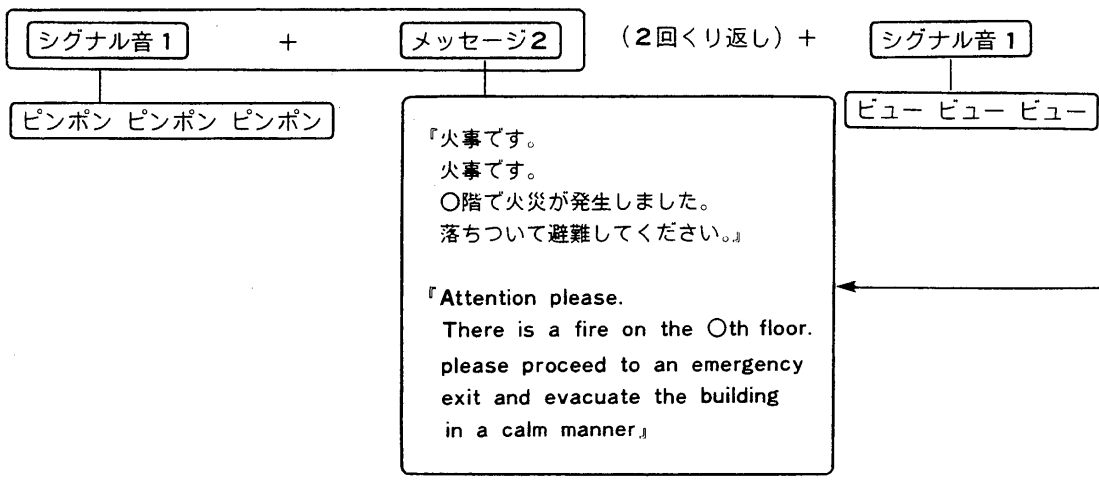 シグナル音1 + メッセージ2 (2回くり返し) + シグナル音1
ピンポン ピンポン ピンポン
ビュー ビュー ビュー
『火事です。
火事です。
○階で火災が発生しました。
落ちついて避難してください。』
『Attention please.
There is a fire on the ○th floor.
please proceed to an emergency
exit and evacuate the building
in a calm manner』